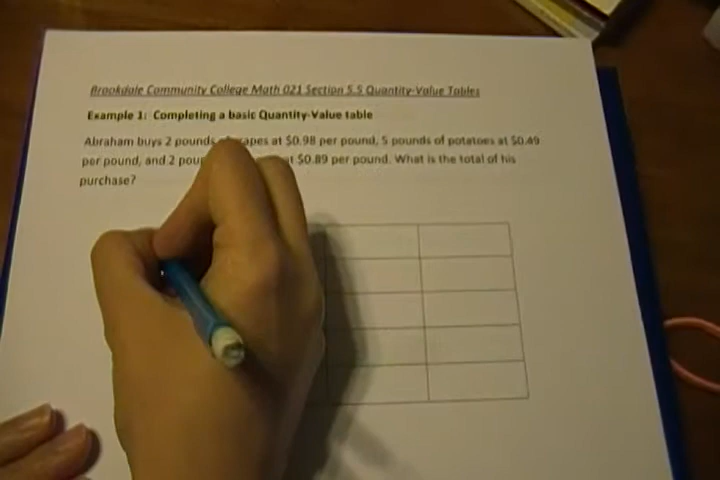 Brookdale Community College Math 021 Section 5.5 Quantity-Value Tables
Example 1: Completing a basic Quantity-Value table
Abraham buys 2 pounds at $0.98 per pound, 5 pounds of potatoes at $0.49
per pound, and 2 at $0.89 per pound. What is the total of his
purchase?